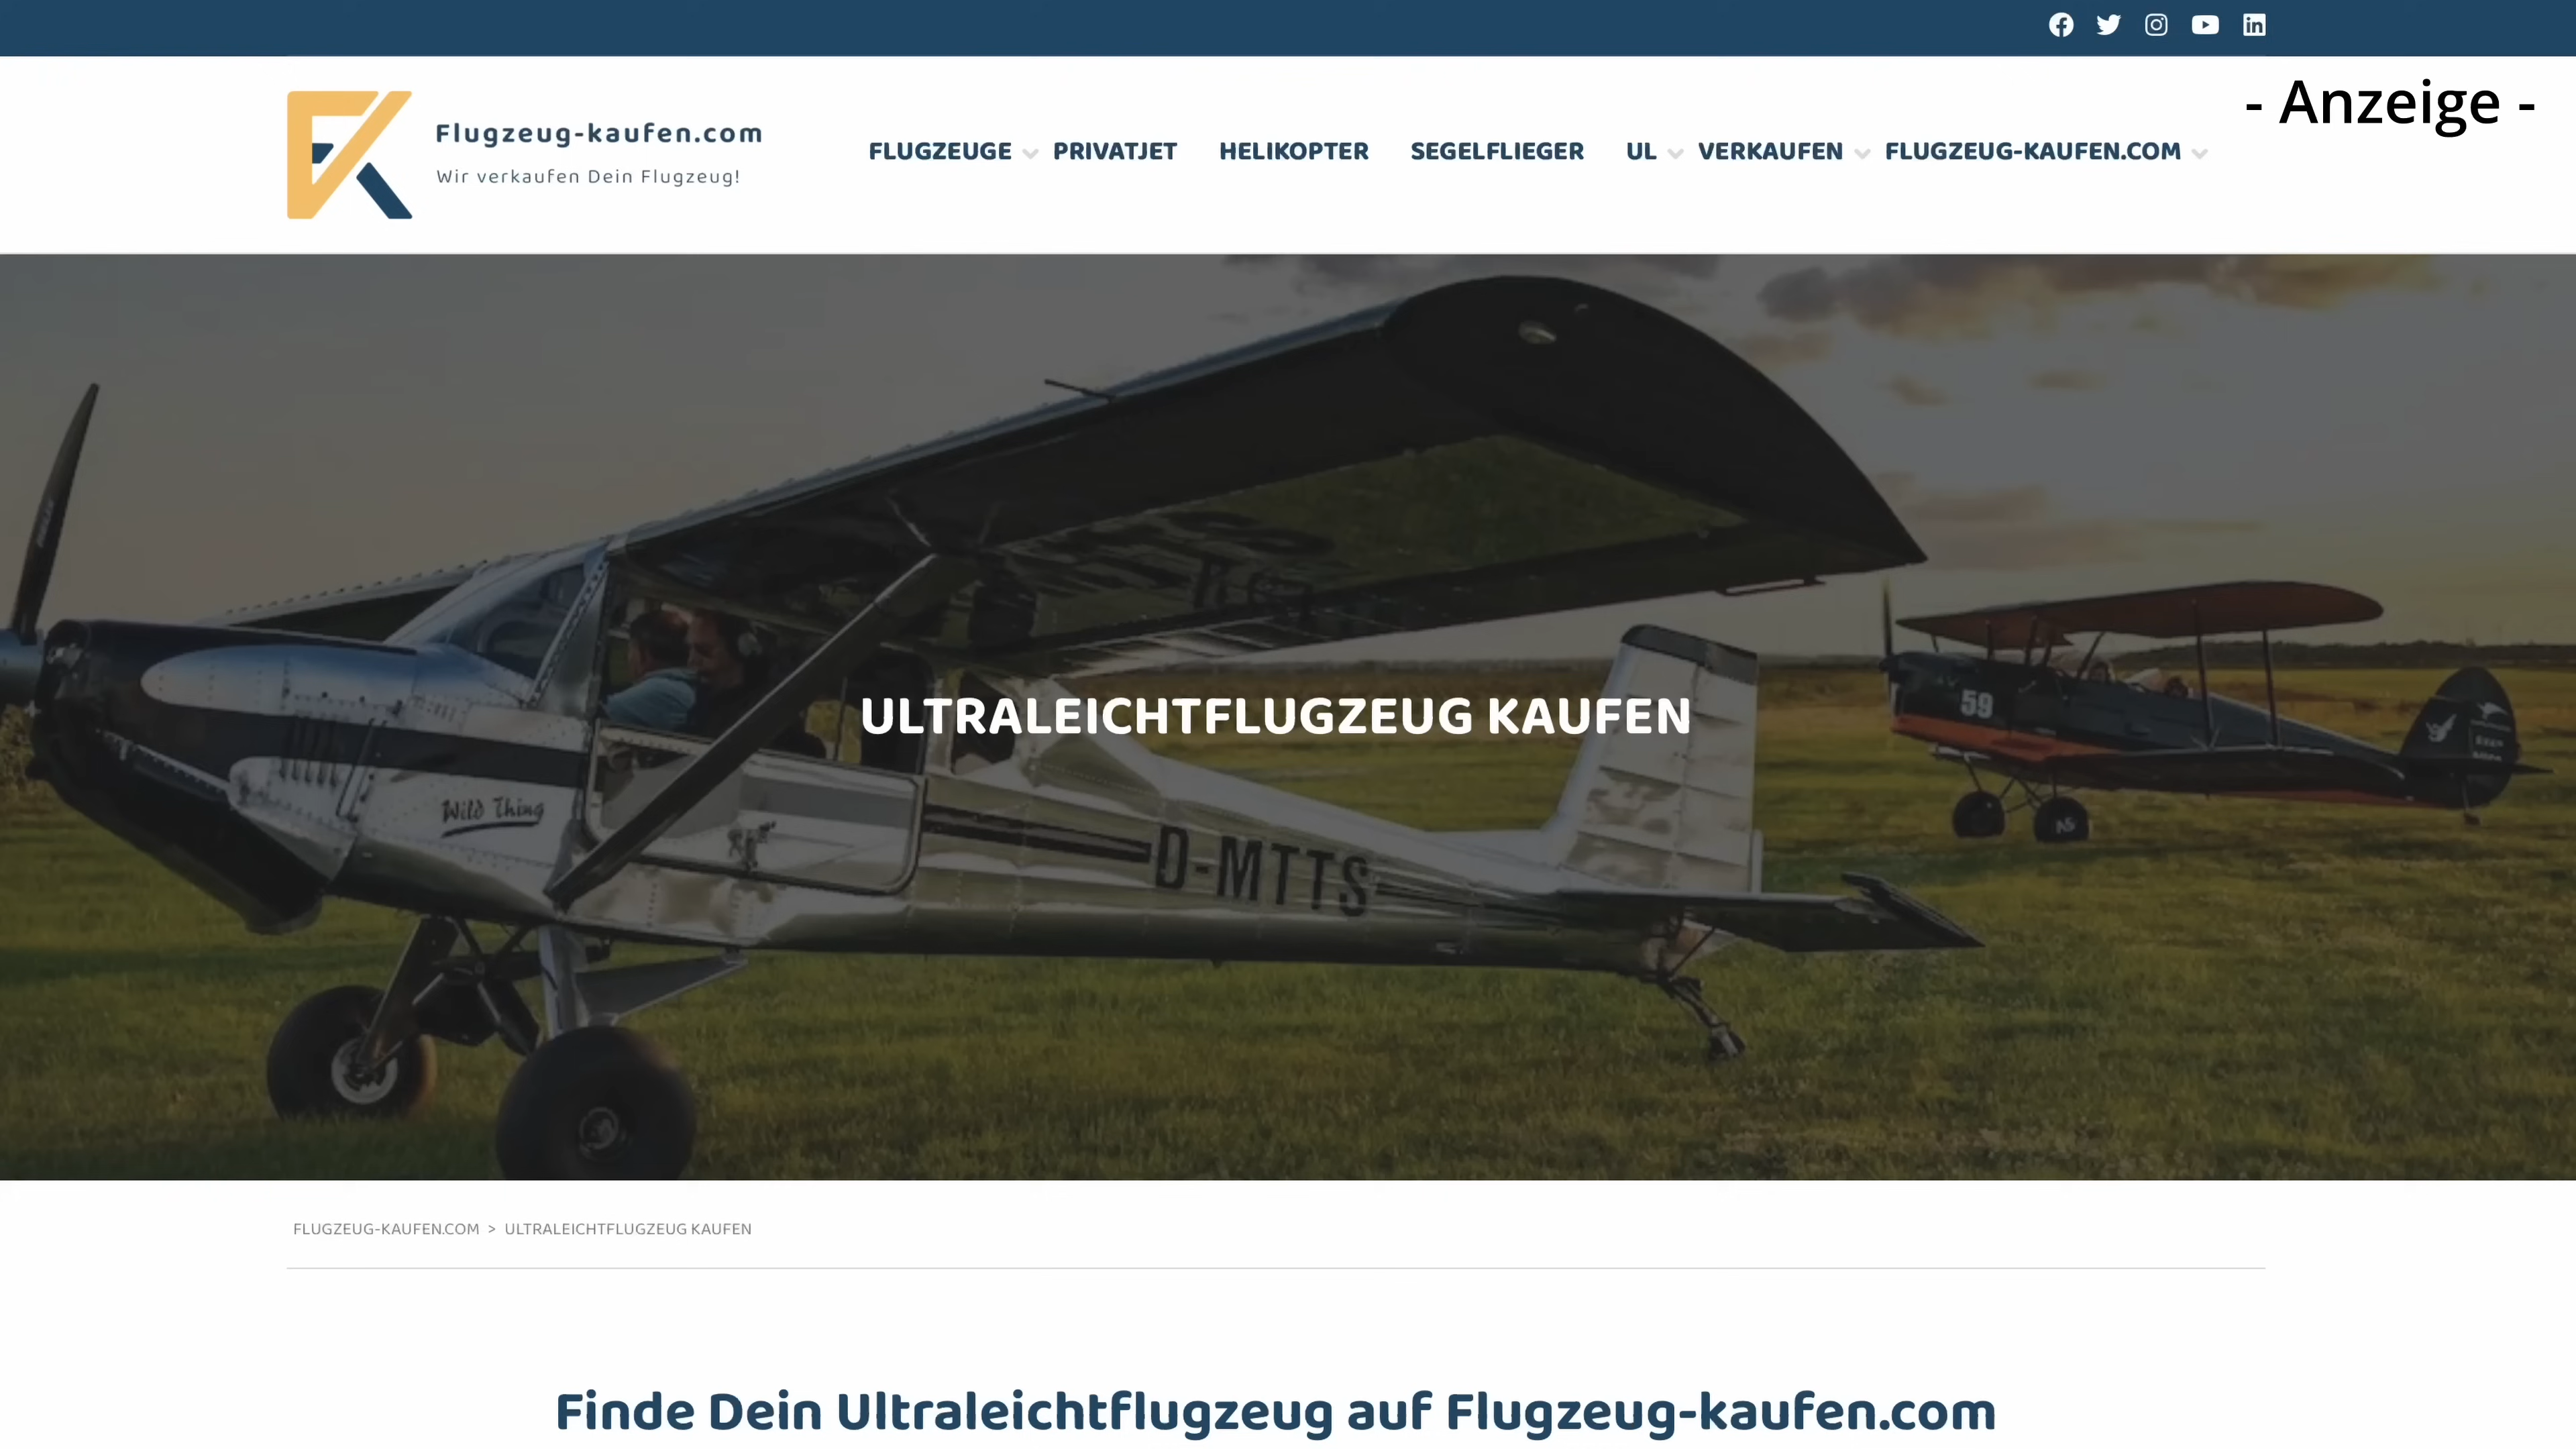 - Anzeige -
Flugzeug-kaufen.com
Wir verkaufen Dein Flugzeug!
FLUGZEUGE PRIVATJET HELIKOPTER SEGELFLIEGER UL VERKAUFEN FLUGZEUG-KAUFEN.COM
ULTRALEICHTFLUGZEUG KAUFEN
59
Wild Thing
D-MTTS
FLUGZEUG-KAUFEN.COM > ULTRALEICHTFLUGZEUG KAUFEN
Finde Dein Ultraleichtflugzeug auf Flugzeug-kaufen.com